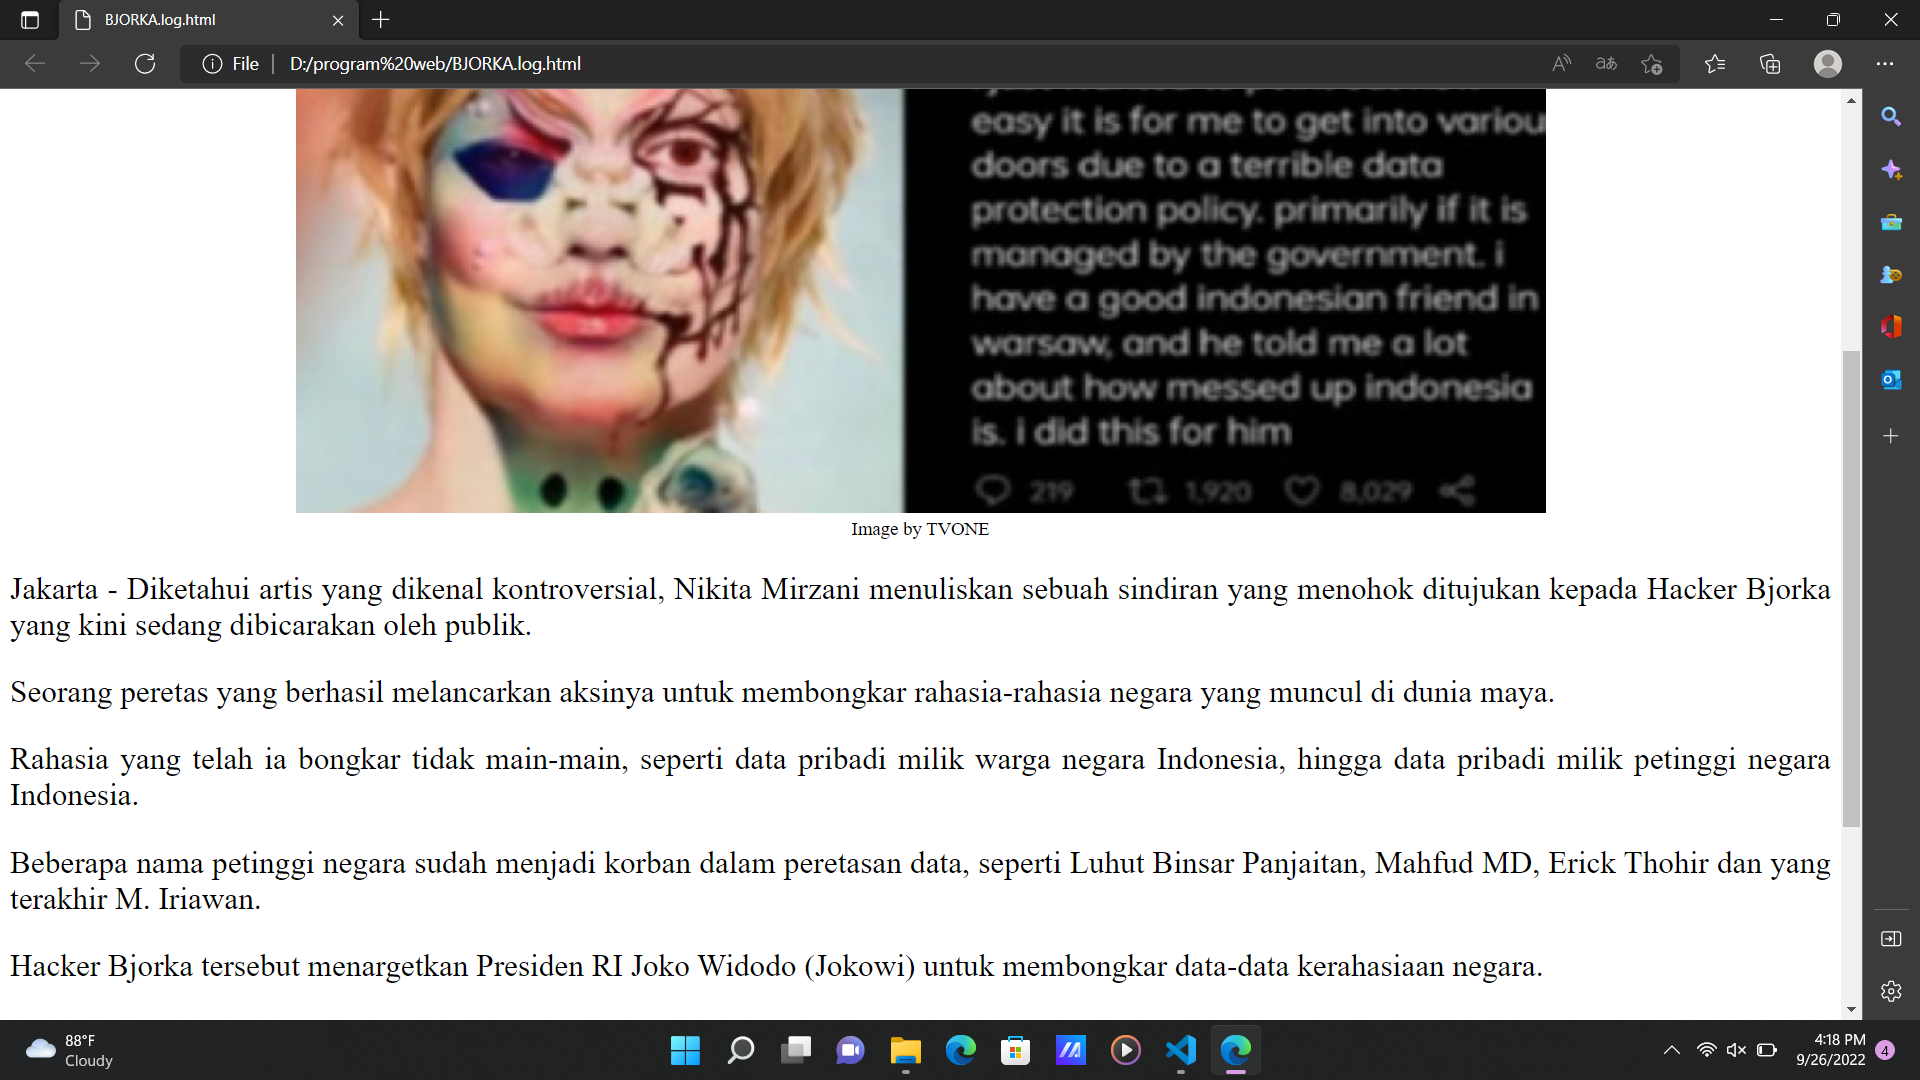 BJORKA.log.html
File
D:/program%20web/BJORKA.log.html
easy it is for me to get into variou
doors due to a terrible data
protection policy. primarily if it is
managed by the government. i
have a good indonesian friend in
warsaw, and he told me a lot
about how messed up indonesia
is. i did this for him
219 1,920 8,029
Image by TVONE
Jakarta - Diketahui artis yang dikenal kontroversial, Nikita Mirzani menuliskan sebuah sindiran yang menohok ditujukan kepada Hacker Bjorka
yang kini sedang dibicarakan oleh publik.
Seorang peretas yang berhasil melancarkan aksinya untuk membongkar rahasia-rahasia negara yang muncul di dunia maya.
Rahasia yang telah ia bongkar tidak main-main, seperti data pribadi milik warga negara Indonesia, hingga data pribadi milik petinggi negara
Indonesia.
Beberapa nama petinggi negara sudah menjadi korban dalam peretasan data, seperti Luhut Binsar Panjaitan, Mahfud MD, Erick Thohir dan yang
terakhir M. Iriawan.
Hacker Bjorka tersebut menargetkan Presiden RI Joko Widodo (Jokowi) untuk membongkar data-data kerahasiaan negara.
88°F
Cloudy
4:18 PM
9/26/2022
4